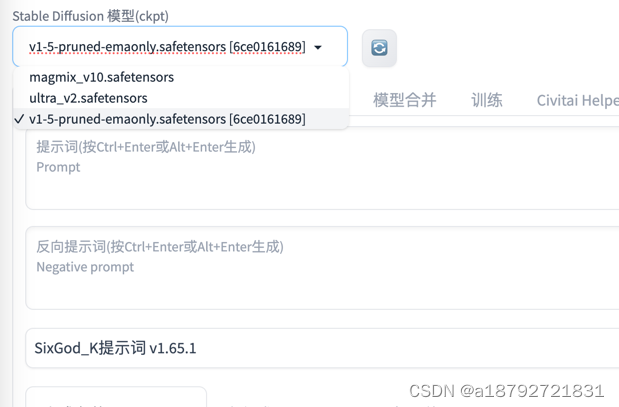 Stable Diffusion 模型(ckpt)
v1-5-pruned-emaonly.safetensors [6ce0161689]
magmix_v10.safetensors
ultra_v2.safetensors
✓ v1-5-pruned-emaonly.safetensors [6ce0161689]
模型合并 训练 Civitai Helpe
提示词(按Ctrl+Enter或Alt+Enter生成)
Prompt
反向提示词(按Ctrl+Enter或Alt+Enter生成)
Negative prompt
SixGod_K提示词 v1.65.1
CSDN @a18792721831